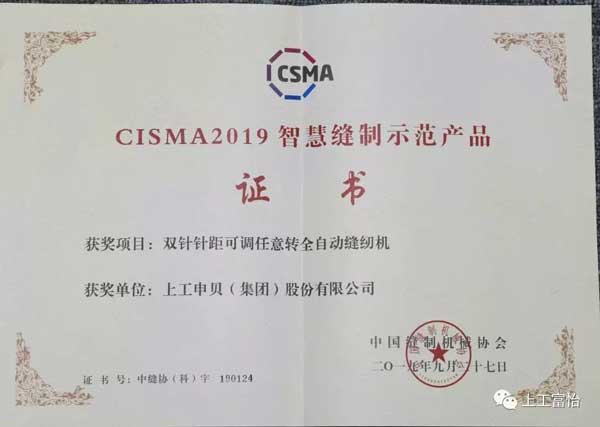 CSMA
CISMA2019 智慧缝制示范产品
证 书
获奖项目：双针针距可调任意转全自动缝纫机
获奖单位：上工申贝（集团）股份有限公司
中国缝制机械协会
二〇一九年九月二十七日
证 书 号：中缝协（科）字 190124
上工富怡